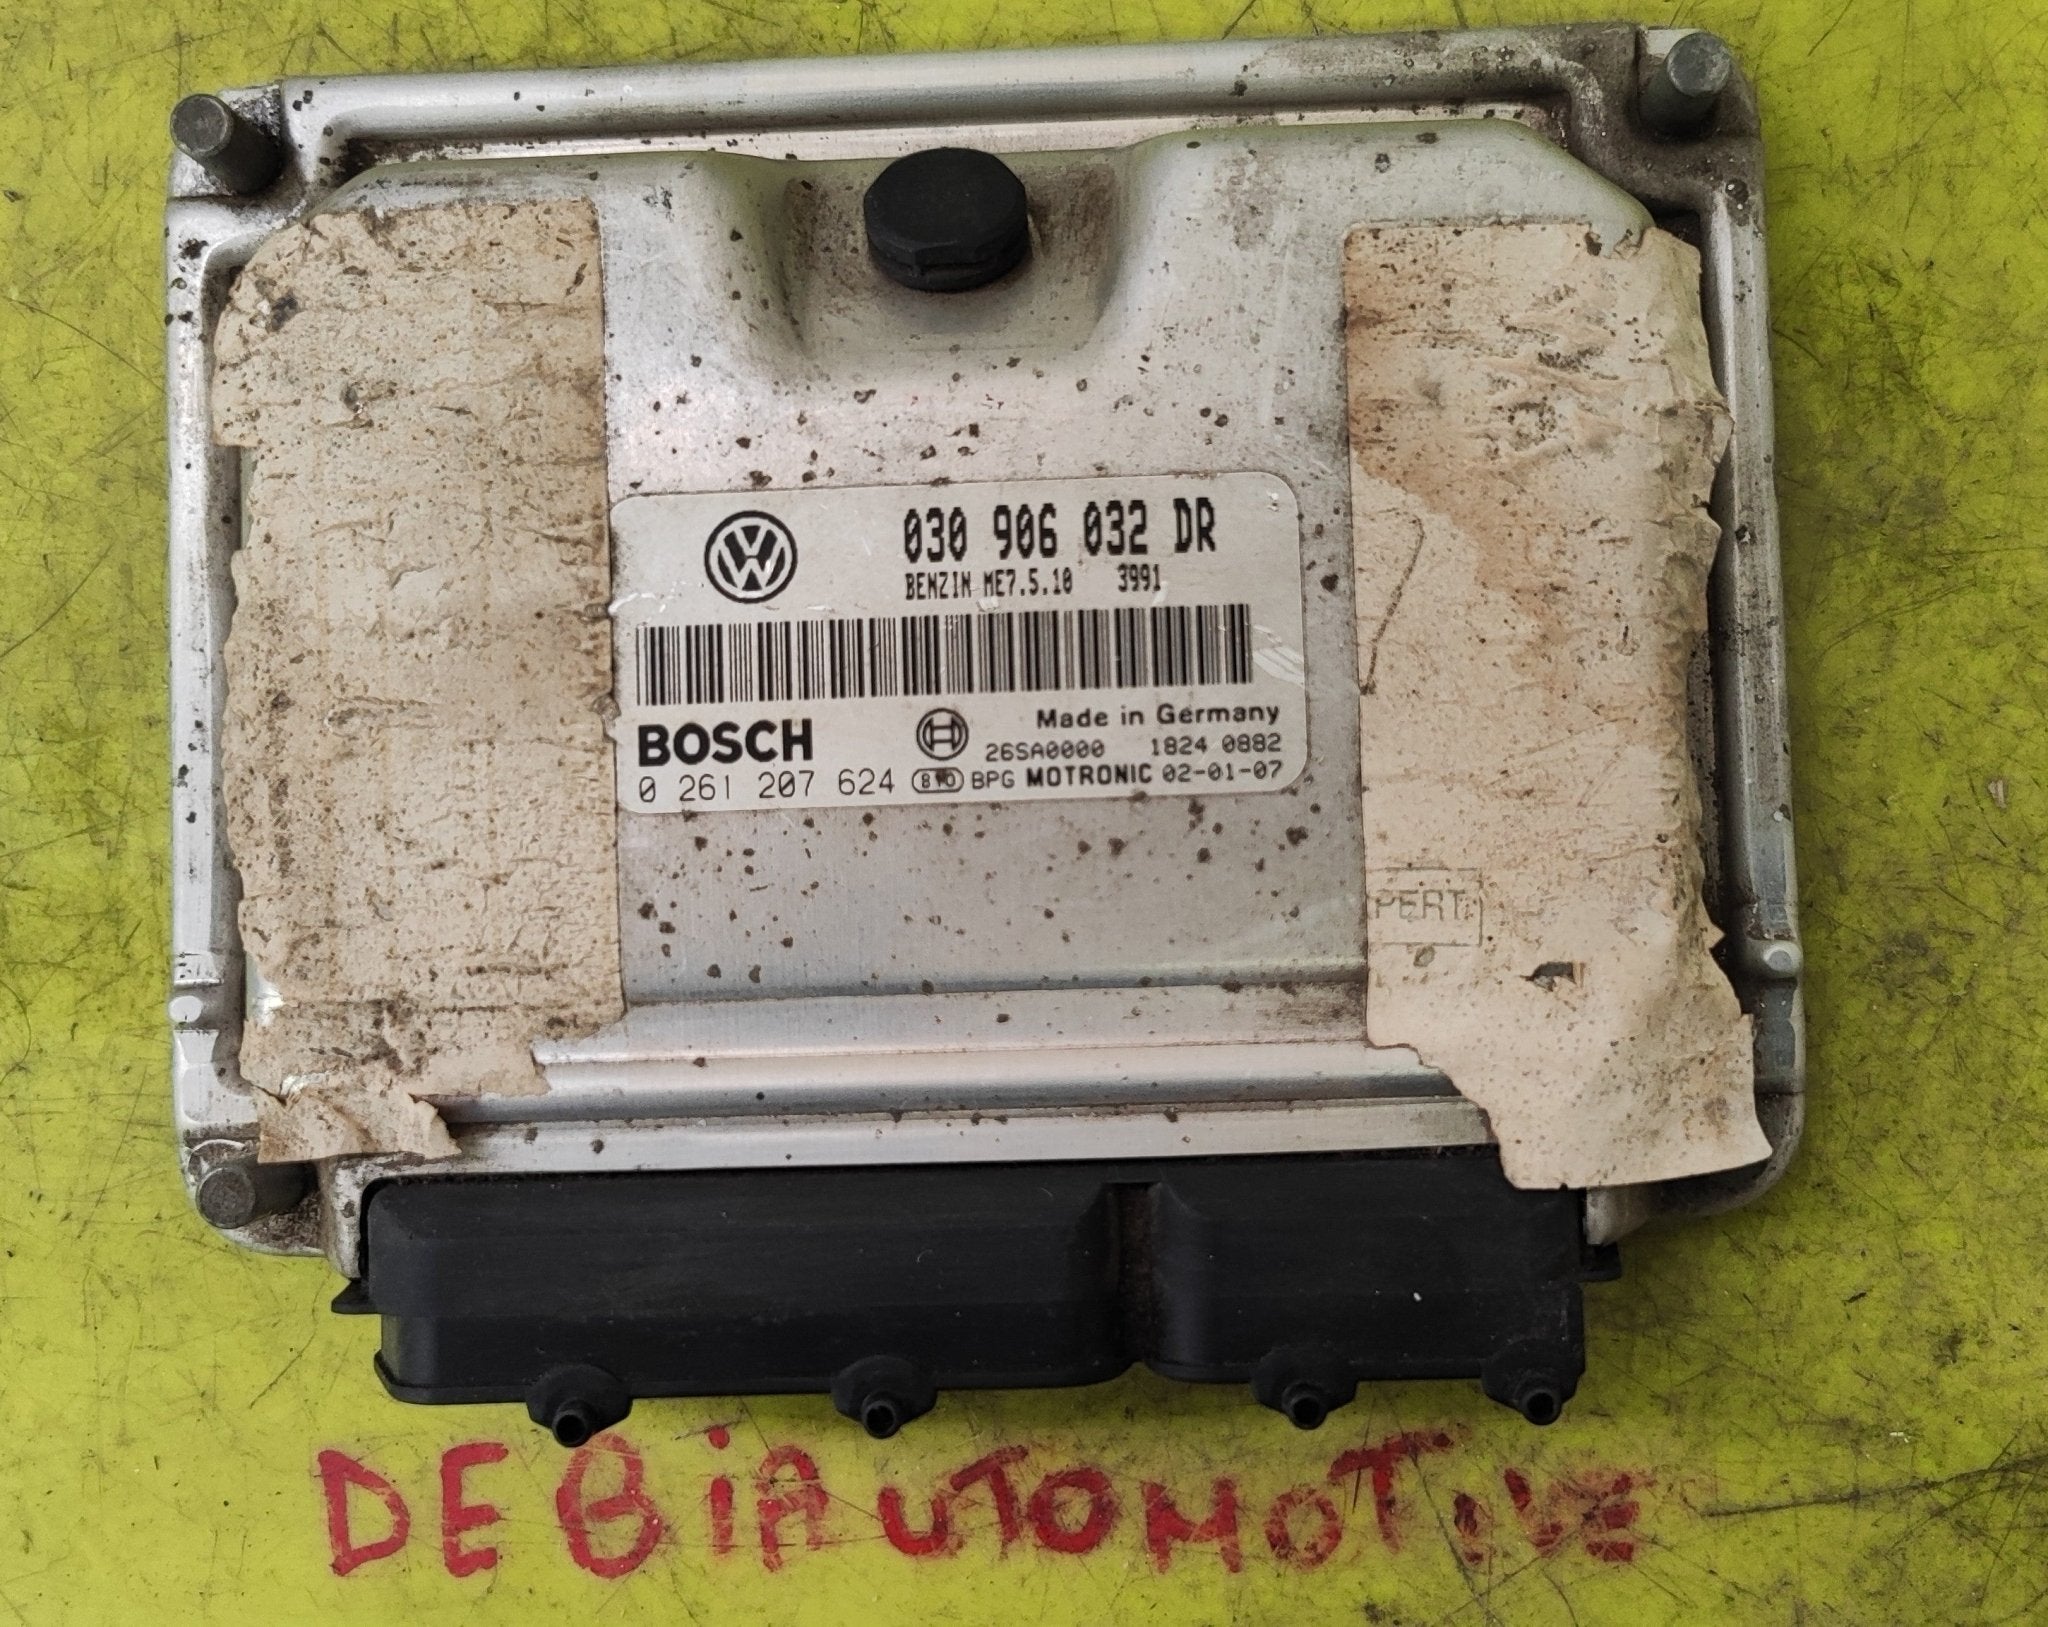 030 906 032 DR
BENZIN ME7.5.10 3991
BOSCH
Made in Germany
26SA0000 1824 0882
0 261 207 624 BPG MOTRONIC 02-01-07
PERT
DEBIAUTOMOTIVE